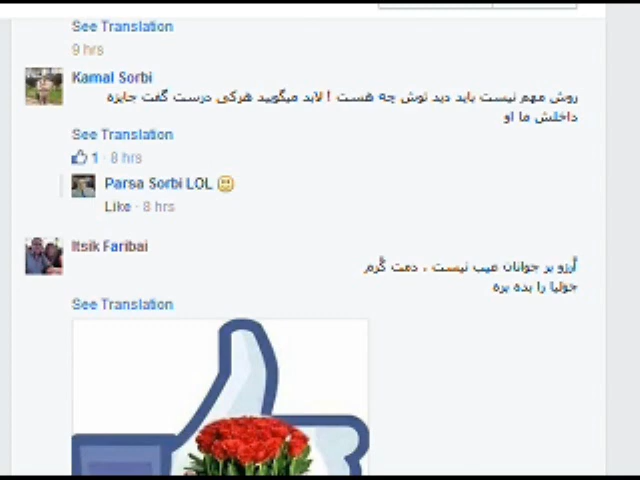 See Translation
9 hrs
Kamal Sorbi
روش مهم نیست باید دید توش چه هست ! لابد میگویید هرکی درست گفت جایزه
داخلش ما او
See Translation
1 · 8 hrs
Parsa Sorbi LOL
Like · 8 hrs
Itsik Faribai
آرزو بر جوانان عیب نیست ، دمت گرم
جولیا را بده بره
See Translation